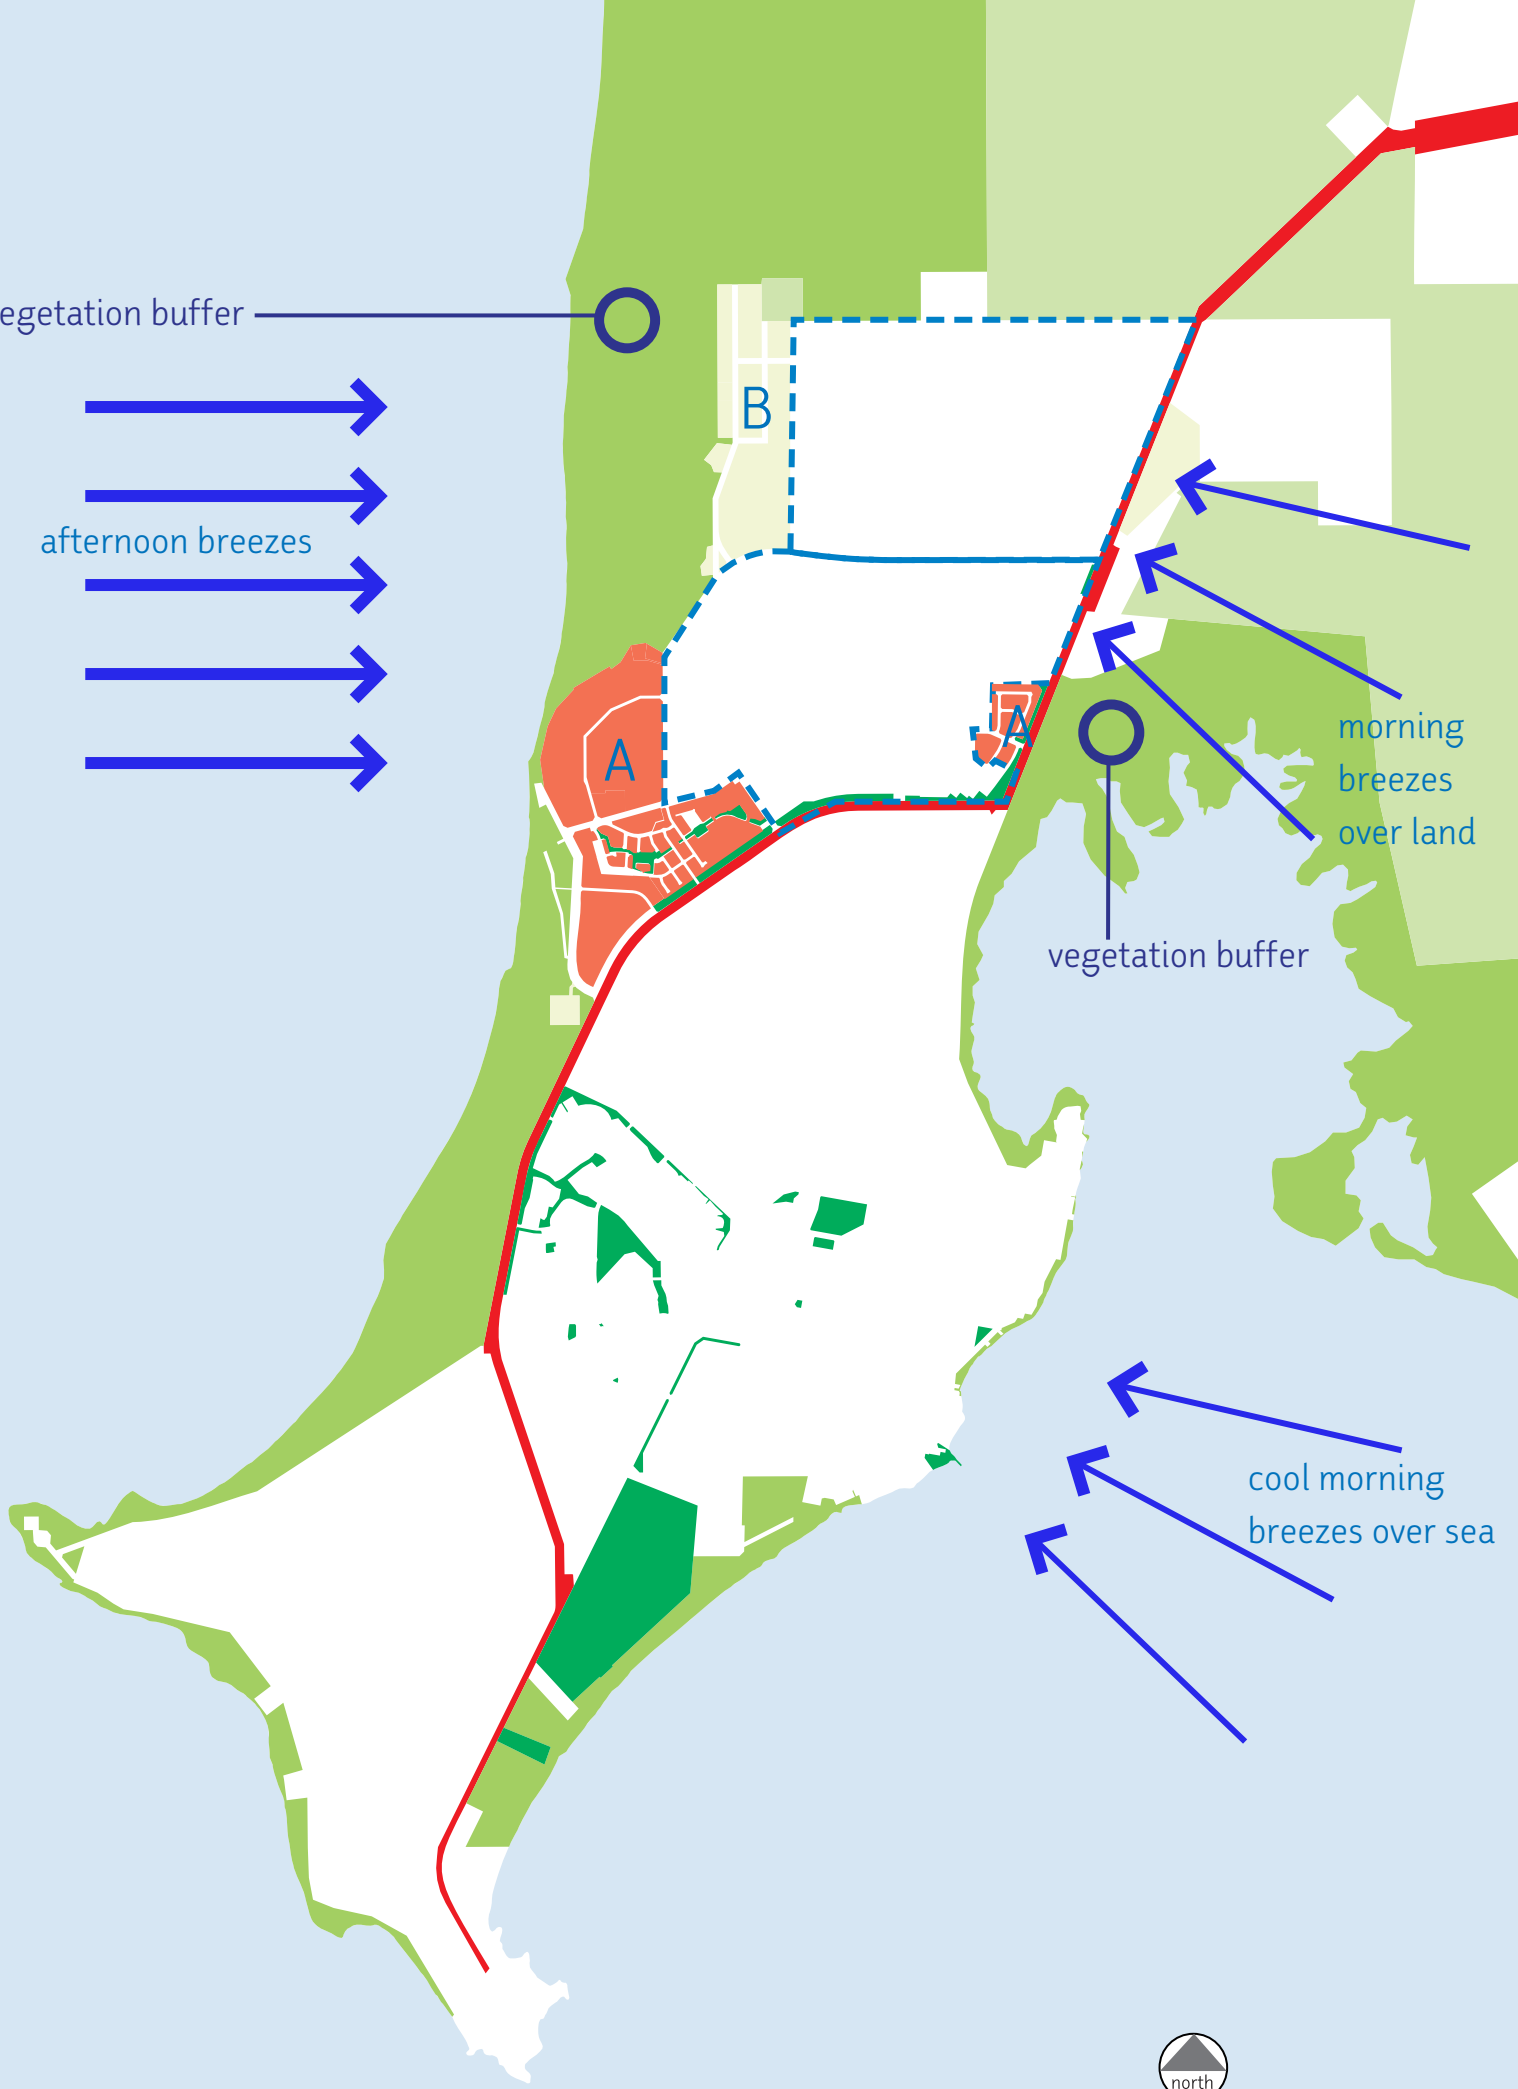 egetation buffer
B
afternoon breezes
A
A
morning
breezes
over land
vegetation buffer
cool morning
breezes over sea
north